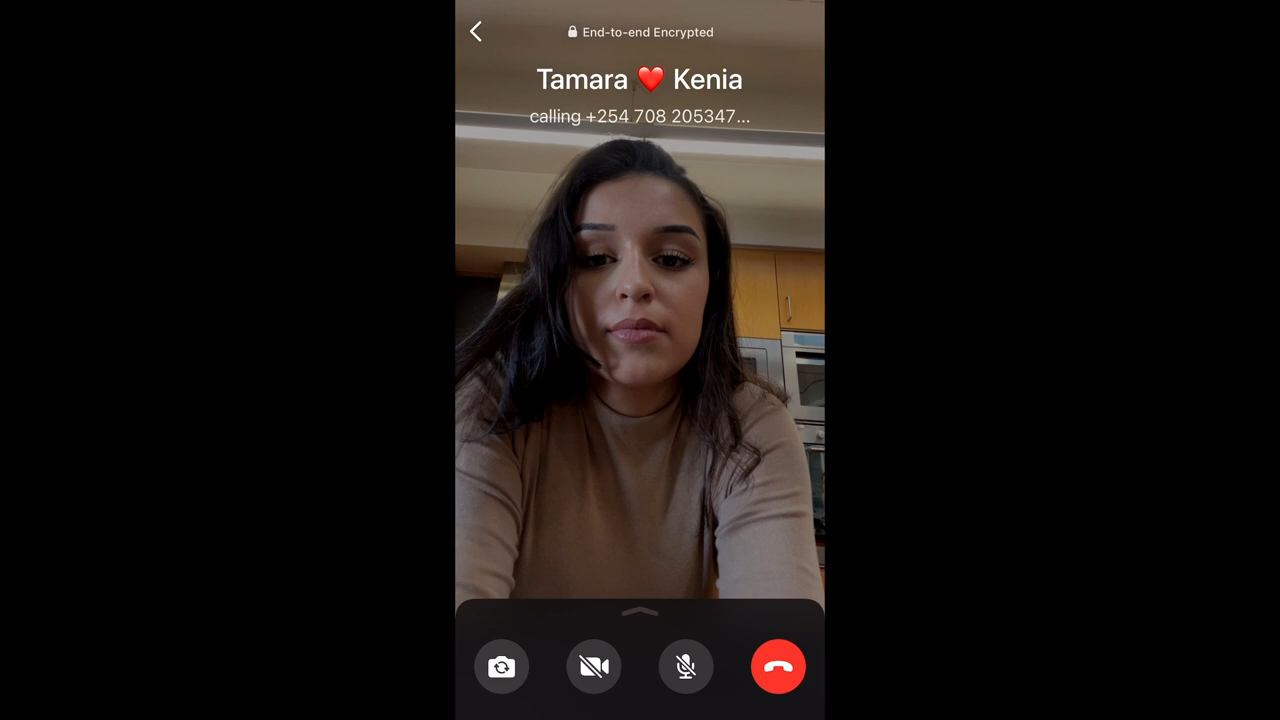 End-to-end Encrypted
Tamara ❤️ Kenia
calling +254 708 205347...